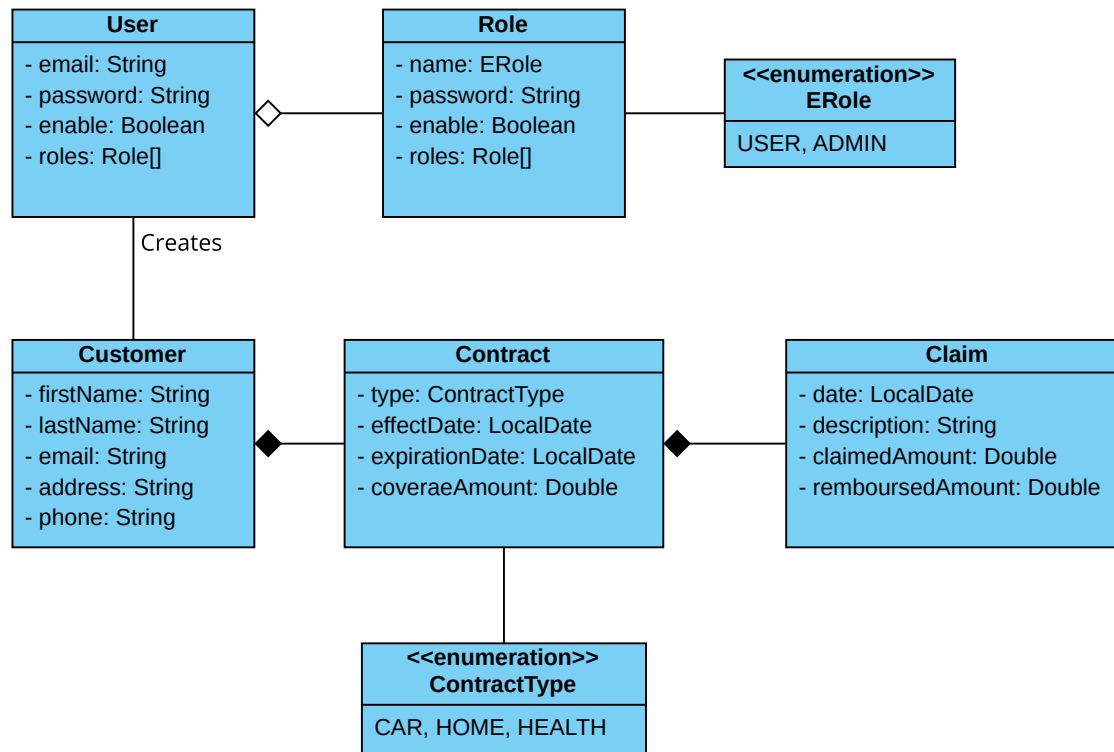 User
- email: String
- password: String
- enable: Boolean
- roles: Role[]
Role
- name: ERole
- password: String
- enable: Boolean
- roles: Role[]
<<enumeration>>
ERole
USER, ADMIN
Creates
Customer
- firstName: String
- lastName: String
- email: String
- address: String
- phone: String
Contract
- type: ContractType
- effectDate: LocalDate
- expirationDate: LocalDate
- coveraeAmount: Double
Claim
- date: LocalDate
- description: String
- claimedAmount: Double
- remboursedAmount: Double
<<enumeration>>
ContractType
CAR, HOME, HEALTH